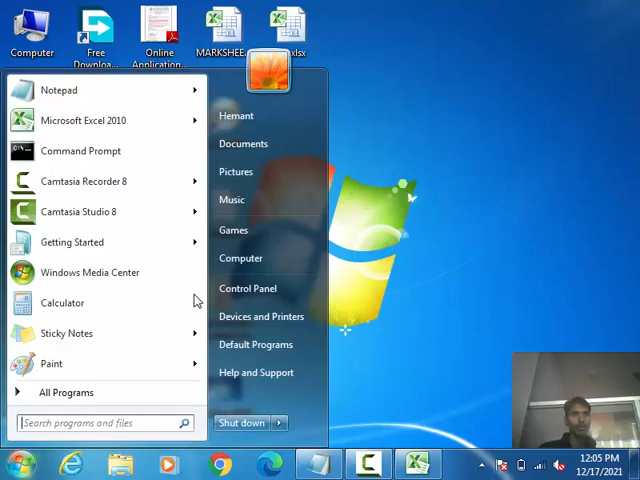 Computer
Free Downloa...
Online Application...
MARKSHEE...
Notepad
Microsoft Excel 2010
Command Prompt
Camtasia Recorder 8
Camtasia Studio 8
Getting Started
Windows Media Center
Calculator
Sticky Notes
Paint
All Programs
Search programs and files
Hemant
Documents
Pictures
Music
Games
Computer
Control Panel
Devices and Printers
Default Programs
Help and Support
Shut down
12:05 PM
12/17/2021